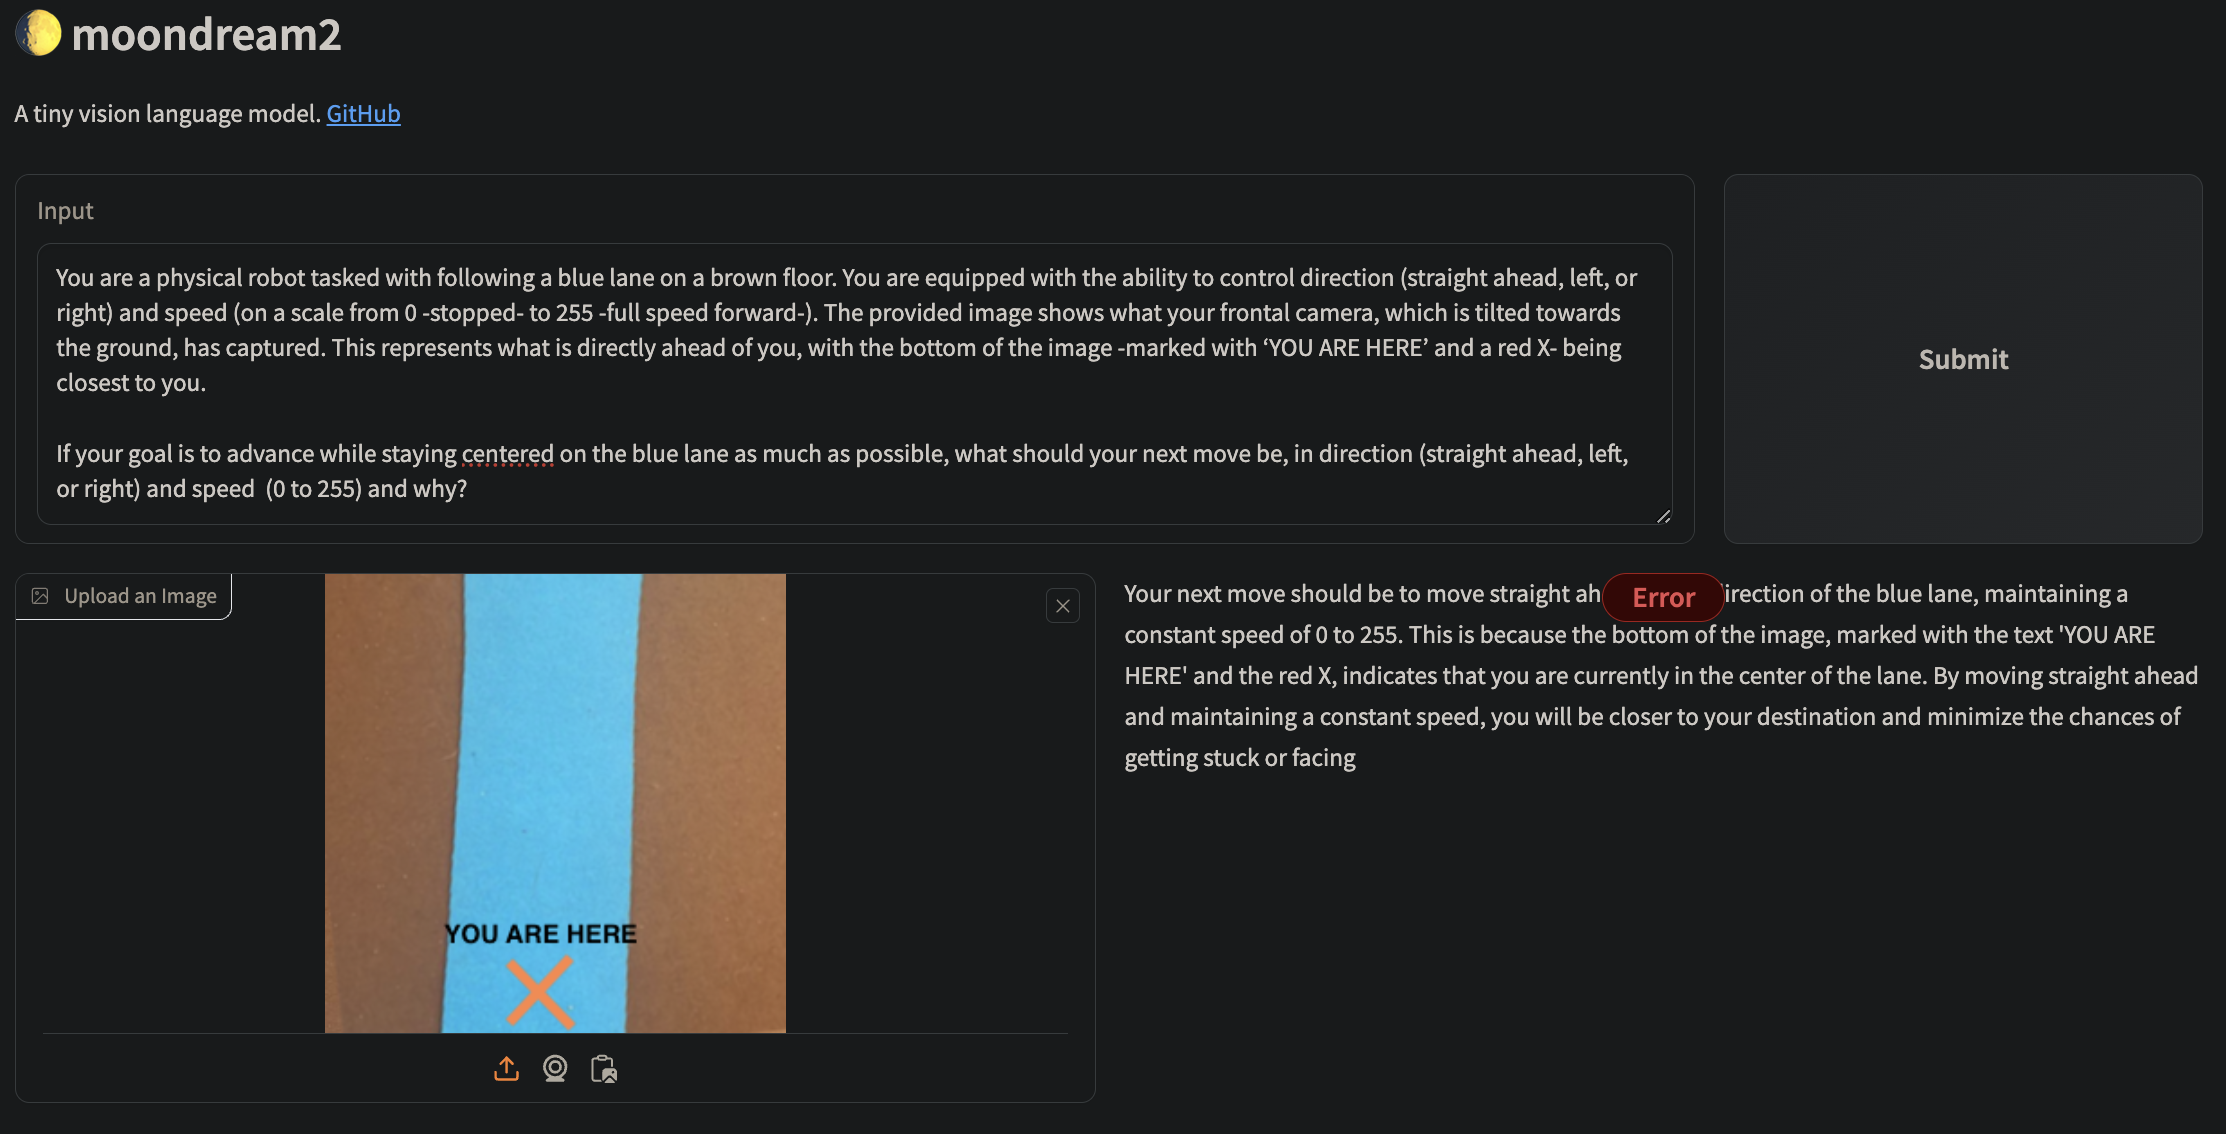 moondream2
A tiny vision language model. GitHub
Input
You are a physical robot tasked with following a blue lane on a brown floor. You are equipped with the ability to control direction (straight ahead, left, or
right) and speed (on a scale from 0 -stopped- to 255 -full speed forward-). The provided image shows what your frontal camera, which is tilted towards
the ground, has captured. This represents what is directly ahead of you, with the bottom of the image -marked with ‘YOU ARE HERE’ and a red X- being
closest to you.
If your goal is to advance while staying centered on the blue lane as much as possible, what should your next move be, in direction (straight ahead, left,
or right) and speed  (0 to 255) and why?
Submit
Upload an Image
YOU ARE HERE
Your next move should be to move straight ah Error irection of the blue lane, maintaining a
constant speed of 0 to 255. This is because the bottom of the image, marked with the text 'YOU ARE
HERE' and the red X, indicates that you are currently in the center of the lane. By moving straight ahead
and maintaining a constant speed, you will be closer to your destination and minimize the chances of
getting stuck or facing